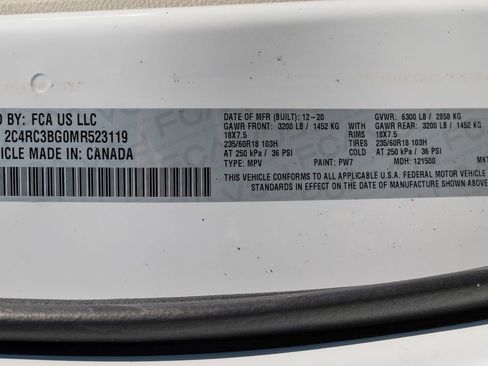 D BY: FCA US LLC
2C4RC3BG0MR523119
ICLE MADE IN: CANADA
DATE OF MFR (BUILT): 12-20 GVWR: 6300 LB / 2858 KG
GAWR FRONT: 3200 LB / 1452 KG GAWR REAR: 3200 LB / 1452 K
18X7.5 RIMS 18X7.5
235/60R18 103H TIRES 235/60R18 103H
AT 250 kPa / 36 PSI COLD AT 250 kPa / 36 PSI
TYPE: MPV PAINT: PW7 MDH: 121500 MKT
THIS VEHICLE CONFORMS TO ALL APPLICABLE U.S.A. FEDERAL MOTOR VEHICLE
STANDARDS IN EFFECT ON THE DATE OF MANUFACTURE SHOWN ABOVE